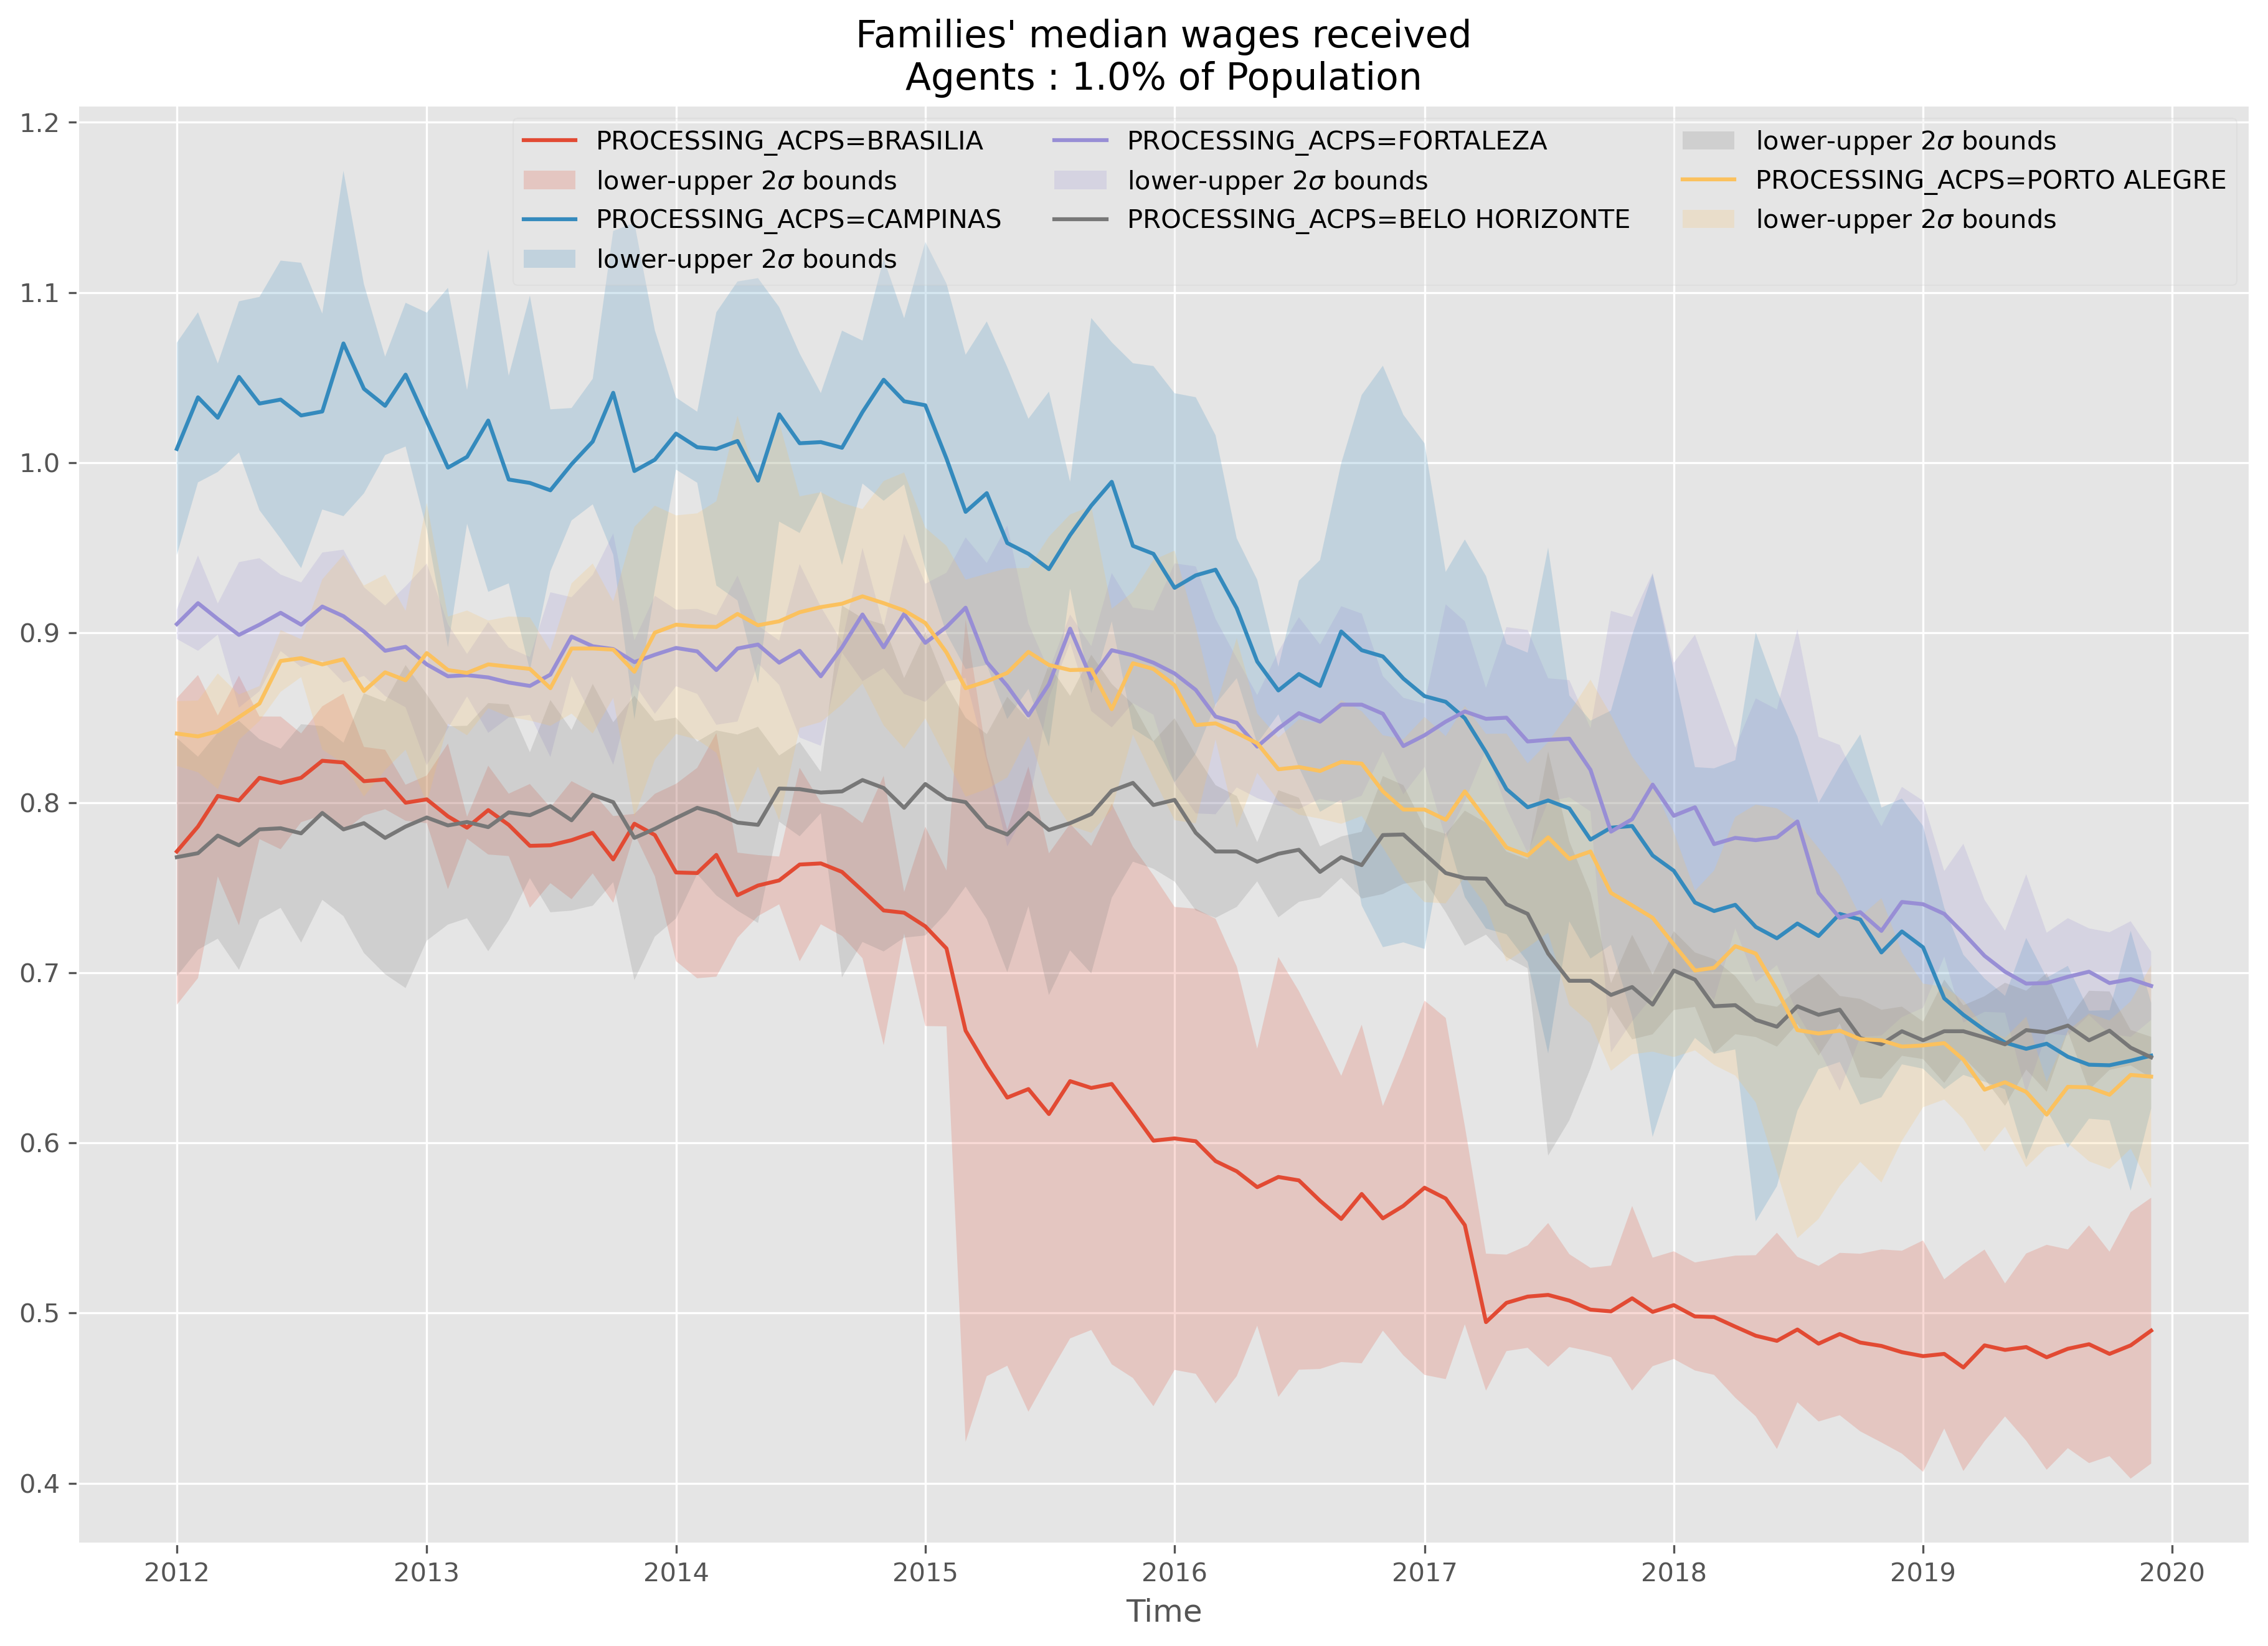 Families' median wages received
Agents : 1.0% of Population
PROCESSING_ACPS=BRASILIA
lower-upper 2σ bounds
PROCESSING_ACPS=CAMPINAS
lower-upper 2σ bounds
PROCESSING_ACPS=FORTALEZA
lower-upper 2σ bounds
PROCESSING_ACPS=BELO HORIZONTE
lower-upper 2σ bounds
PROCESSING_ACPS=PORTO ALEGRE
lower-upper 2σ bounds
1.2
1.1
1.0
0.9
0.8
0.7
0.6
0.5
0.4
2012 2013 2014 2015 2016 2017 2018 2019 2020
Time